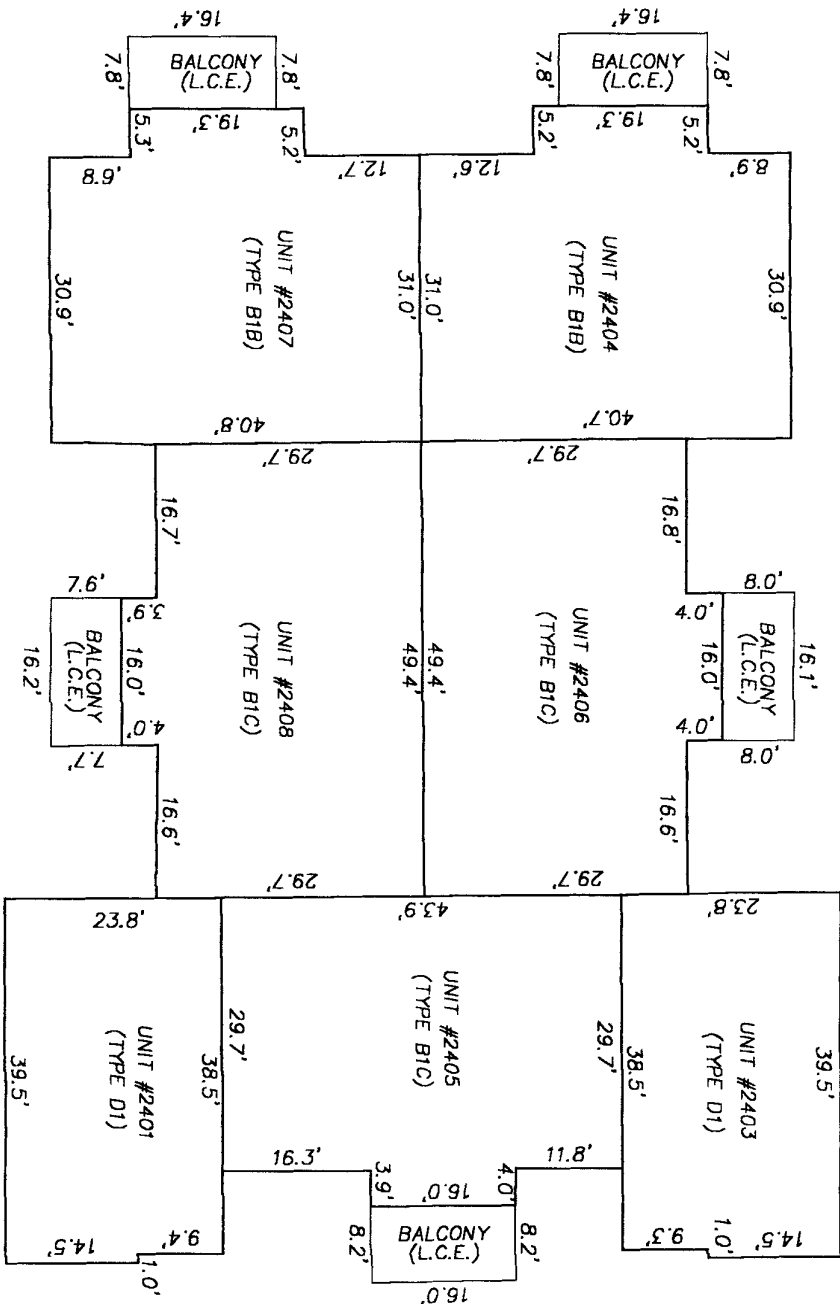 16.4'
7.8'
BALCONY
(L.C.E.)
7.8'
5.3'
19.3'
5.2'
6.8'
12.7'
30.9'
UNIT #2407
(TYPE B1B)
31.0'
40.8'
16.4'
7.8'
BALCONY
(L.C.E.)
7.8'
5.2'
19.3'
5.2'
12.6'
8.9'
31.0'
UNIT #2404
(TYPE B1B)
30.9'
40.7'
29.7'
16.7'
7.9'
3.9'
BALCONY
(L.C.E.)
16.2'
16.0'
4.0'
7.7'
16.6'
UNIT #2408
(TYPE B1C)
49.4'
29.7'
29.7'
16.8'
8.0'
4.0'
BALCONY
(L.C.E.)
16.1'
16.0'
4.0'
8.0'
16.6'
UNIT #2406
(TYPE B1C)
49.4'
29.7'
23.8'
UNIT #2401
(TYPE D1)
39.5'
38.5'
14.5'
1.0'
9.4'
43.9'
UNIT #2405
(TYPE B1C)
29.7'
29.7'
16.3'
3.9'
16.0'
4.0'
11.8'
8.2'
BALCONY
(L.C.E.)
8.2'
16.0'
23.8'
UNIT #2403
(TYPE D1)
38.5'
39.5'
9.3'
1.0'
14.5'